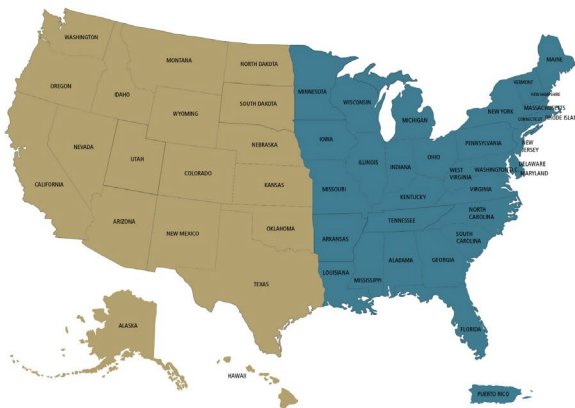 WASHINGTON
MONTANA
NORTH DAKOTA
MINNESOTA
MAINE
OREGON
IDAHO
SOUTH DAKOTA
WISCONSIN
MICHIGAN
VERMONT
NEW HAMPSHIRE
NEW YORK
MASSACHUSETTS
CONNECTICUT
RHODE ISLAN
WYOMING
NEBRASKA
IOWA
PENNSYLVANIA
NEW
JERSEY
NEVADA
UTAH
COLORADO
KANSAS
ILLINOIS
INDIANA
OHIO
WEST
VIRGINIA
WASHINGTON D.C.
DELAWARE
MARYLAND
CALIFORNIA
MISSOURI
KENTUCKY
VIRGINIA
ARIZONA
NEW MEXICO
OKLAHOMA
ARKANSAS
TENNESSEE
NORTH
CAROLINA
SOUTH
CAROLINA
TEXAS
LOUISIANA
MISSISSIPPI
ALABAMA
GEORGIA
FLORIDA
ALASKA
HAWAII
PUERTO RICO